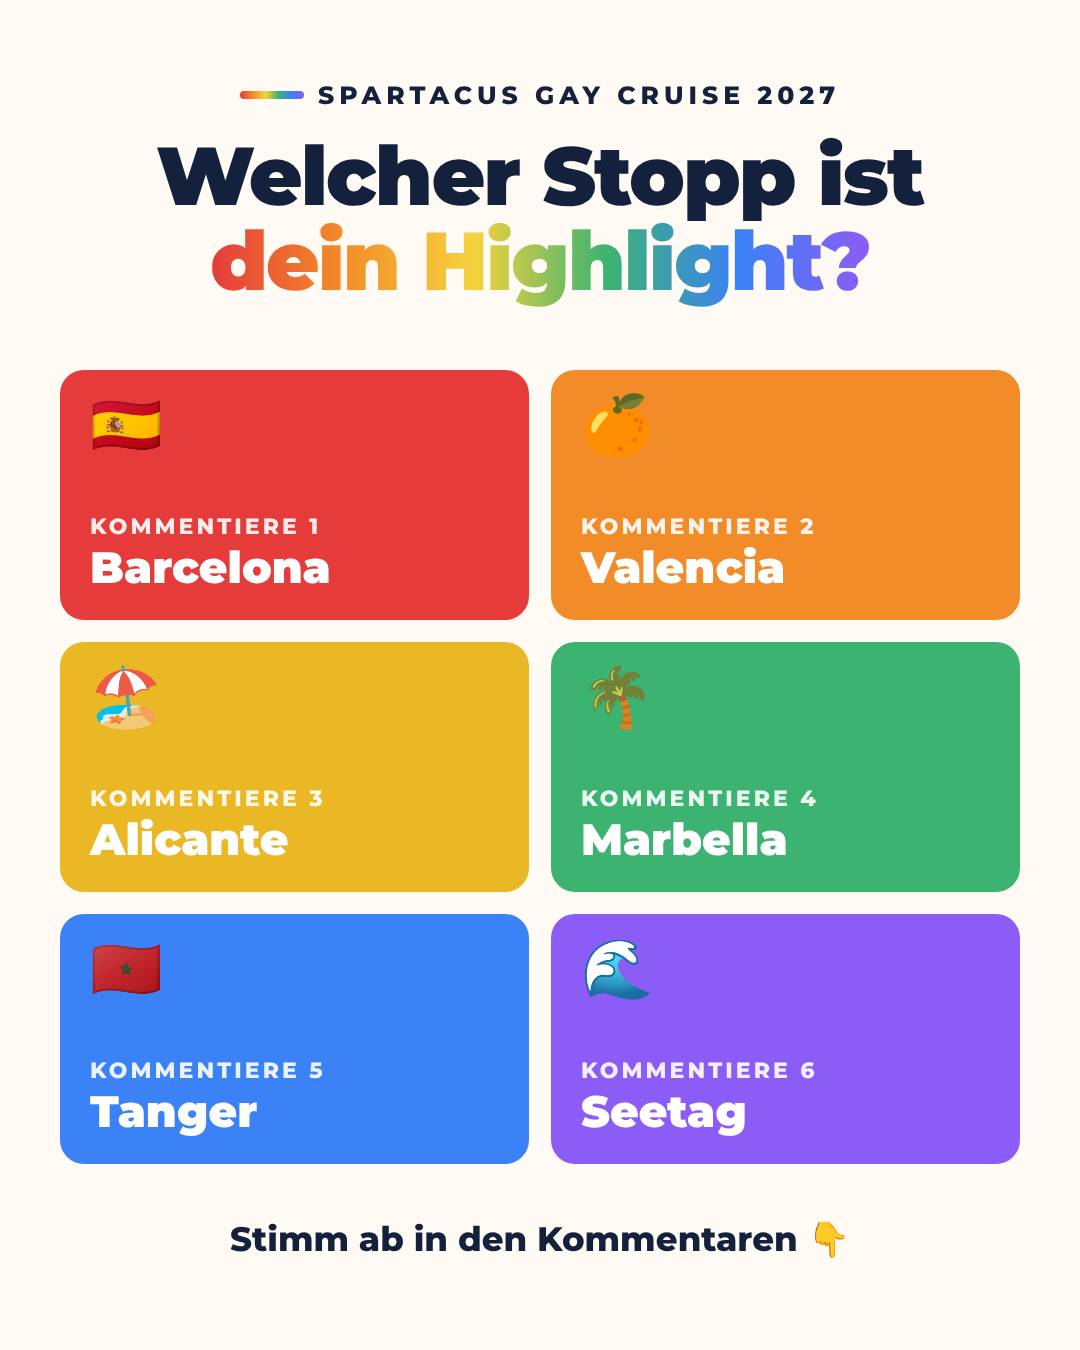 SPARTACUS GAY CRUISE 2027
Welcher Stopp ist
dein Highlight?
KOMMENTIERE 1
Barcelona
KOMMENTIERE 2
Valencia
KOMMENTIERE 3
Alicante
KOMMENTIERE 4
Marbella
KOMMENTIERE 5
Tanger
KOMMENTIERE 6
Seetag
Stimm ab in den Kommentaren 👇